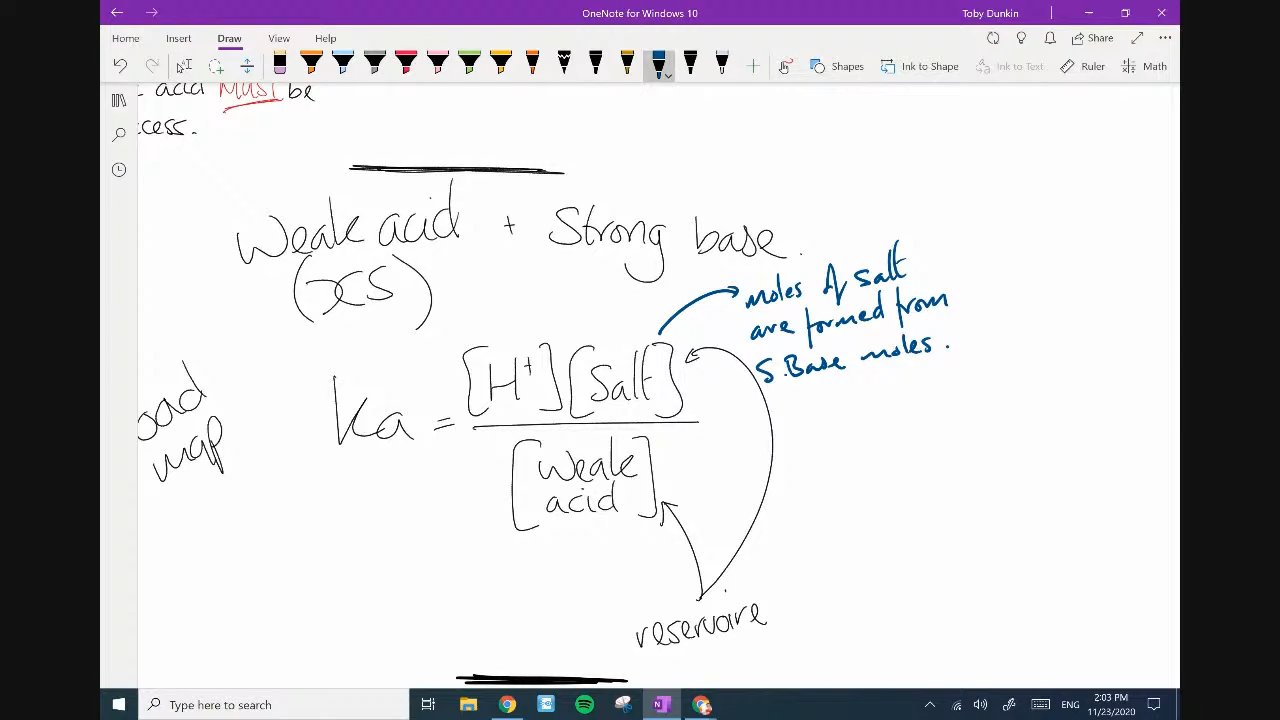 OneNote for Windows 10
Toby Dunkin
Home Insert Draw View Help
Share
Shapes
Ink to Shape
Ink to Text
Ruler
Math
acid Must be
cess.
Weak acid + Strong base.
(xs)
moles of salt
are formed from
S.Base moles.
Ka = [H+][Salt]
[Weak
acid]
oad
map
reservoire
Type here to search
ENG
2:03 PM
11/23/2020